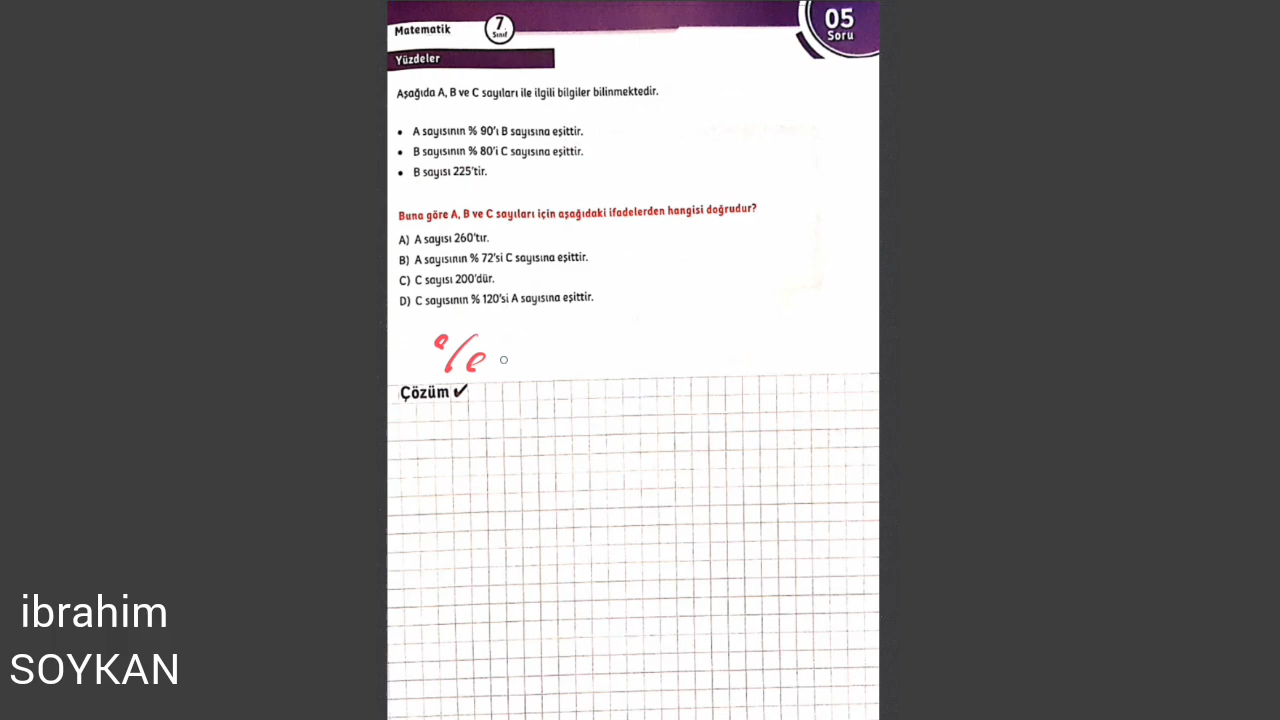 Matematik
7.
Sınıf
05
Soru
Yüzdeler
Aşağıda A, B ve C sayıları ile ilgili bilgiler bilinmektedir.
• A sayısının % 90'ı B sayısına eşittir.
• B sayısının % 80'i C sayısına eşittir.
• B sayısı 225'tir.
Buna göre A, B ve C sayıları için aşağıdaki ifadelerden hangisi doğrudur?
A) A sayısı 260'tır.
B) A sayısının % 72'si C sayısına eşittir.
C) C sayısı 200'dür.
D) C sayısının % 120'si A sayısına eşittir.
Çözüm ✓
ibrahim
SOYKAN